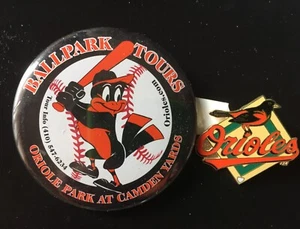 BALLPARK TOURS
Tour Info (410) 547-6234
Orioles.com
ORIOLE PARK AT CAMDEN YARDS
Orioles